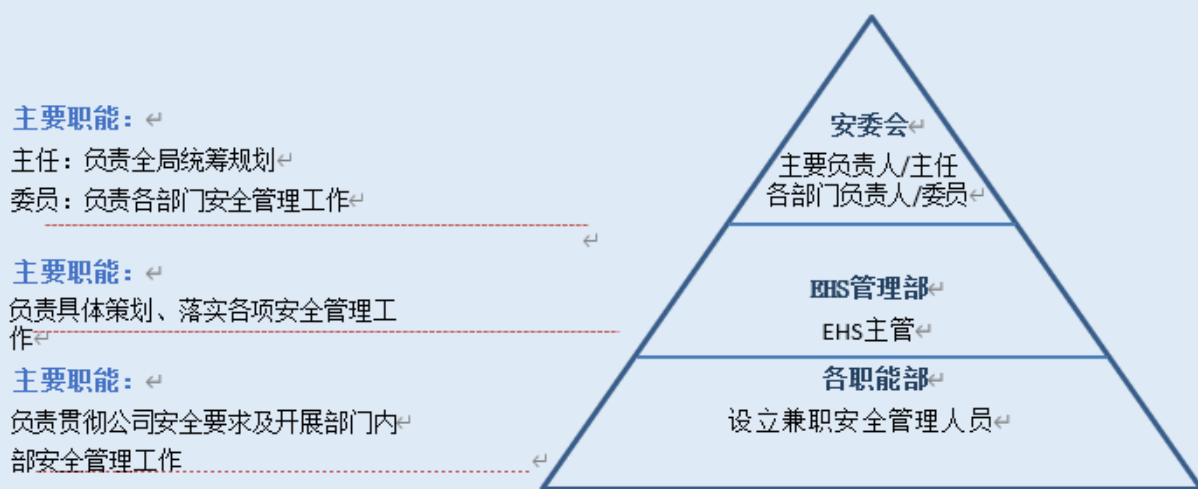 主要职能：
主任：负责全局统筹规划
委员：负责各部门安全管理工作
主要职能：
负责具体策划、落实各项安全管理工
作
主要职能：
负责贯彻公司安全要求及开展部门内
部安全管理工作
安委会
主要负责人/主任
各部门负责人/委员
EHS管理部
EHS主管
各职能部
设立兼职安全管理人员